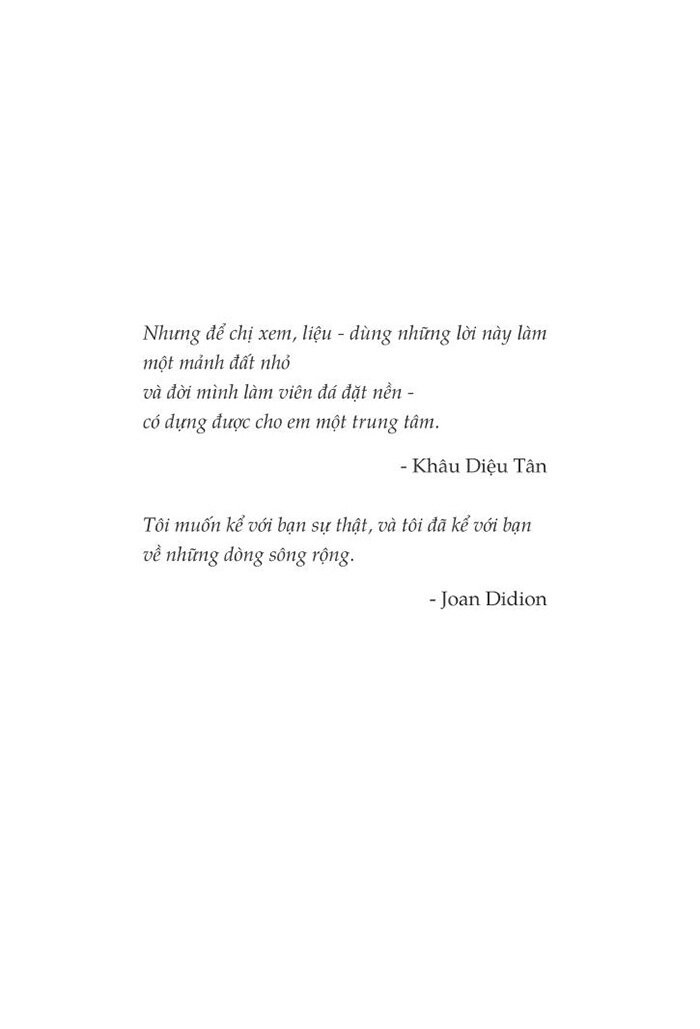 Nhưng để chị xem, liệu - dùng những lời này làm
một mảnh đất nhỏ
và đời mình làm viên đá đặt nền -
có dựng được cho em một trung tâm.
- Khâu Diệu Tân
Tôi muốn kể với bạn sự thật, và tôi đã kể với bạn
về những dòng sông rộng.
- Joan Didion